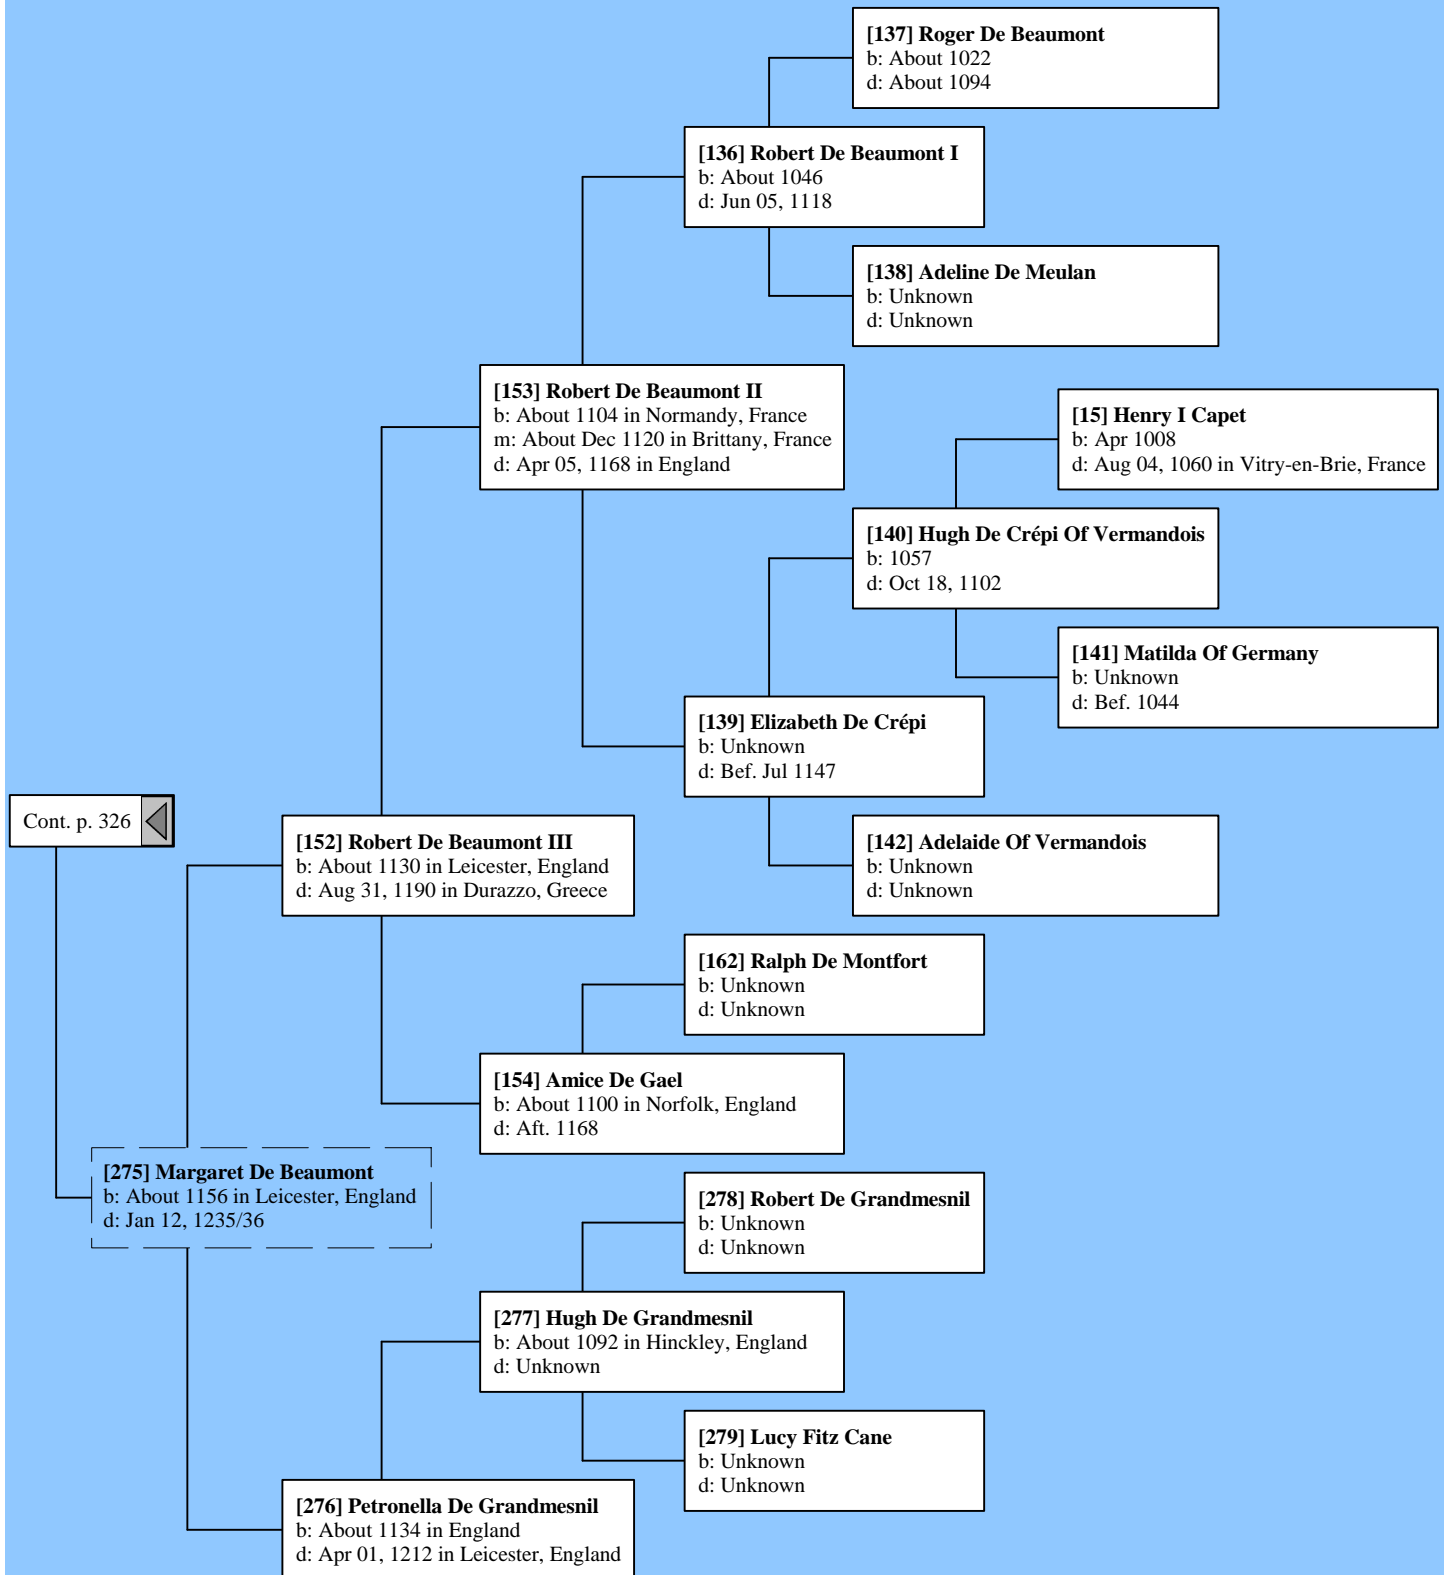 [137] Roger De Beaumont
b: About 1022
d: About 1094
[136] Robert De Beaumont I
b: About 1046
d: Jun 05, 1118
[138] Adeline De Meulan
b: Unknown
d: Unknown
[153] Robert De Beaumont II
b: About 1104 in Normandy, France
m: About Dec 1120 in Brittany, France
d: Apr 05, 1168 in England
[15] Henry I Capet
b: Apr 1008
d: Aug 04, 1060 in Vitry-en-Brie, France
[140] Hugh De Crépi Of Vermandois
b: 1057
d: Oct 18, 1102
[141] Matilda Of Germany
b: Unknown
d: Bef. 1044
[139] Elizabeth De Crépi
b: Unknown
d: Bef. Jul 1147
Cont. p. 326
[152] Robert De Beaumont III
b: About 1130 in Leicester, England
d: Aug 31, 1190 in Durazzo, Greece
[142] Adelaide Of Vermandois
b: Unknown
d: Unknown
[162] Ralph De Montfort
b: Unknown
d: Unknown
[154] Amice De Gael
b: About 1100 in Norfolk, England
d: Aft. 1168
[275] Margaret De Beaumont
b: About 1156 in Leicester, England
d: Jan 12, 1235/36
[278] Robert De Grandmesnil
b: Unknown
d: Unknown
[277] Hugh De Grandmesnil
b: About 1092 in Hinckley, England
d: Unknown
[279] Lucy Fitz Cane
b: Unknown
d: Unknown
[276] Petronella De Grandmesnil
b: About 1134 in England
d: Apr 01, 1212 in Leicester, England